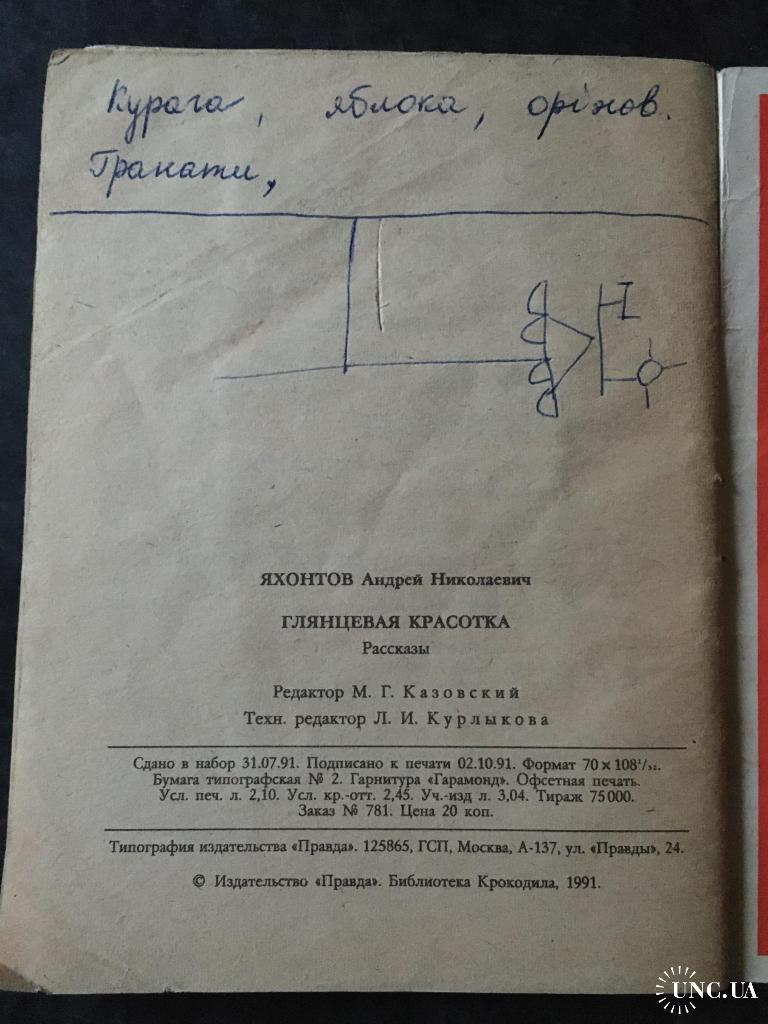 Курага, яблока, орінов.
Гранати,
ЯХОНТОВ Андрей Николаевич
ГЛЯНЦЕВАЯ КРАСОТКА
Рассказы
Редактор М. Г. Казовский
Техн. редактор Л. И. Курлыкова
Сдано в набор 31.07.91. Подписано к печати 02.10.91. Формат 70×108¹/₃₂.
Бумага типографская № 2. Гарнитура «Гарамонд». Офсетная печать.
Усл. печ. л. 2,10. Усл. кр.-отт. 2,45. Уч.-изд л. 3,04. Тираж 75 000.
Заказ № 781. Цена 20 коп.
Типография издательства «Правда». 125865, ГСП, Москва, А-137, ул. «Правды», 24.
© Издательство «Правда». Библиотека Крокодила, 1991.
UNC.UA